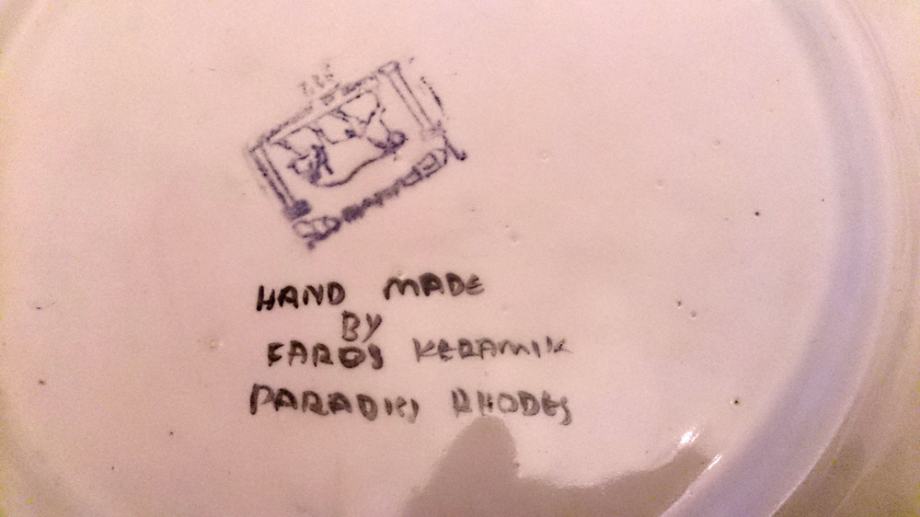 HAND MADE
BY
FAROS KERAMIK
PARADISI RHODES